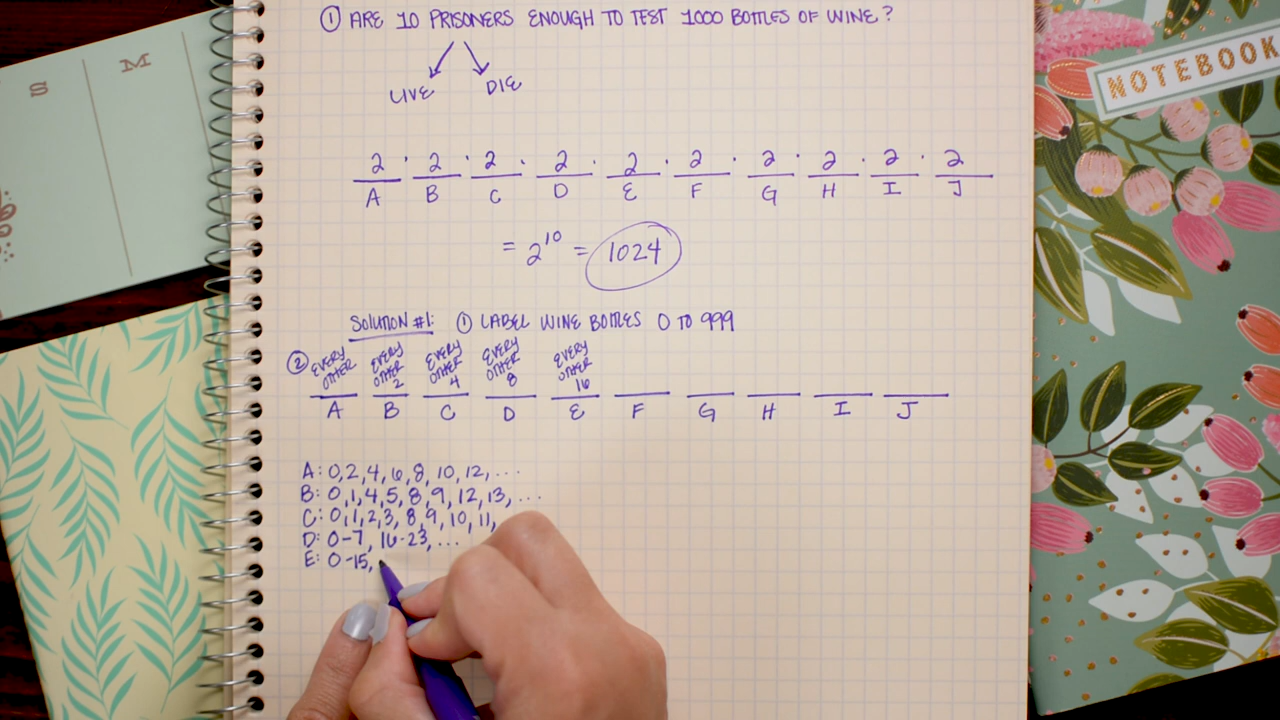 ① ARE 10 PRISONERS ENOUGH TO TEST 1000 BOTTLES OF WINE?
LIVE DIE
2 · 2 · 2 · 2 · 2 · 2 · 2 · 2 · 2 · 2
A B C D E F G H I J
= 2^10 = 1024
SOLUTION #1: ① LABEL WINE BOTTLES 0 TO 999
② EVERY OTHER EVERY OTHER 2 EVERY OTHER 4 EVERY OTHER 8 EVERY OTHER 16
A B C D E F G H I J
A: 0,2,4,6,8,10,12,...
B: 0,1,4,5,8,9,12,13,...
C: 0,1,2,3,8,9,10,11,
D: 0-7, 16-23,...
E: 0-15,
S M
NOTEBOOK